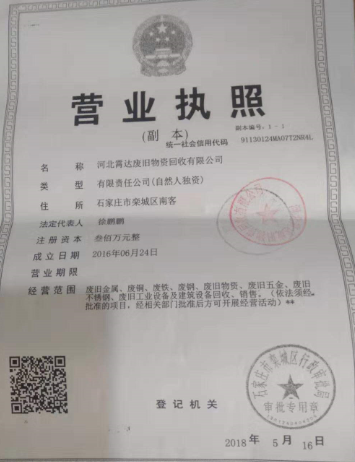 营业执照
(副 本)
副本编号：1 - 1
统一社会信用代码
名 称 河北篙达废旧物资回收有限公司
类 型 有限责任公司(自然人独资)
住 所 石家庄市栾城区南客
法定代表人 徐鹏鹏
注册资本 叁佰万元整
成立日期 2016年06月24日
营业期限
经营范围 废旧金属、废铜、废铁、废钢、废旧物资、废旧五金、废旧
不锈钢、废旧工业设备及建筑设备回收、销售。(依法须经
批准的项目，经相关部门批准后方可开展经营活动)**
石家庄市栾城区行政审批局
审批专用章
登记机关
2018 年 5 月 16日